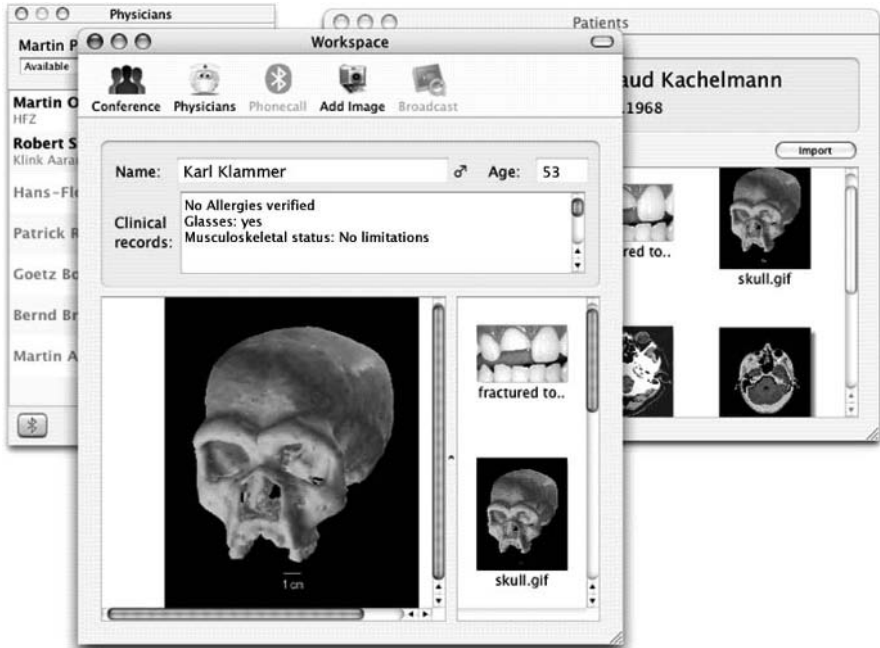 Physicians
Martin P
Available
Martin O
HFZ
Robert S
Klink Aarau
Hans-Flo
Patrick R
Goetz Bo
Bernd Br
Martin A
Workspace
Conference Physicians Phonecall Add Image Broadcast
Name: Karl Klammer ♂ Age: 53
Clinical records:
No Allergies verified
Glasses: yes
Musculoskeletal status: No limitations
1 cm
fractured to..
skull.gif
Patients
aud Kachelmann
.1968
Import
red to..
skull.gif